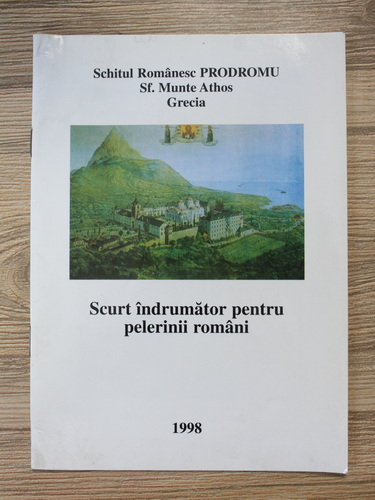 Schitul Românesc PRODROMU
Sf. Munte Athos
Grecia
Scurt îndrumător pentru
pelerinii români
1998